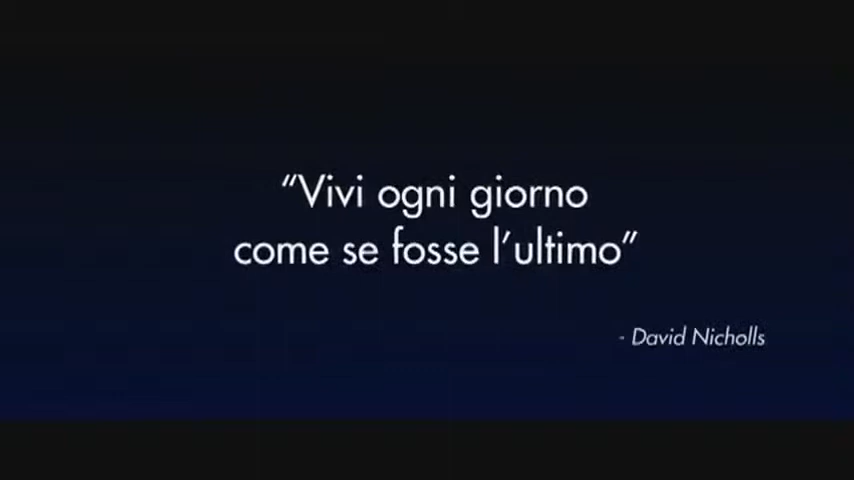 “Vivi ogni giorno
come se fosse l’ultimo”
- David Nicholls